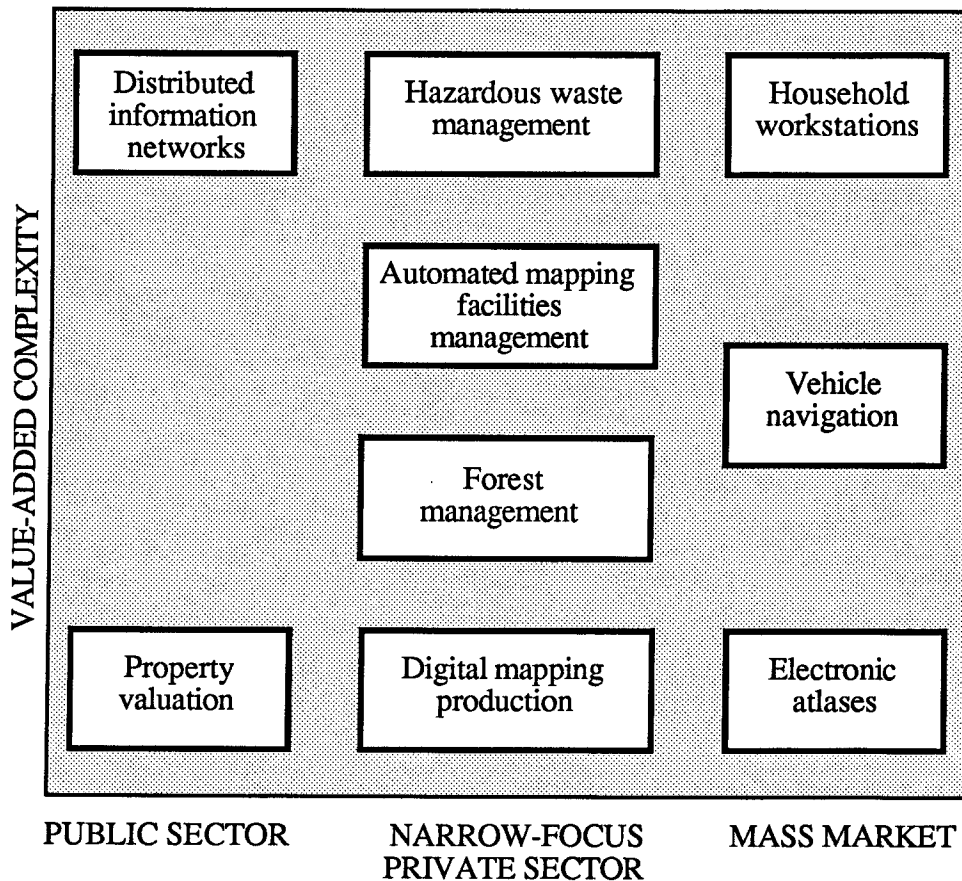 Distributed
information
networks
Hazardous waste
management
Household
workstations
Automated mapping
facilities
management
Vehicle
navigation
Forest
management
Property
valuation
Digital mapping
production
Electronic
atlases
VALUE-ADDED COMPLEXITY
PUBLIC SECTOR
NARROW-FOCUS
PRIVATE SECTOR
MASS MARKET